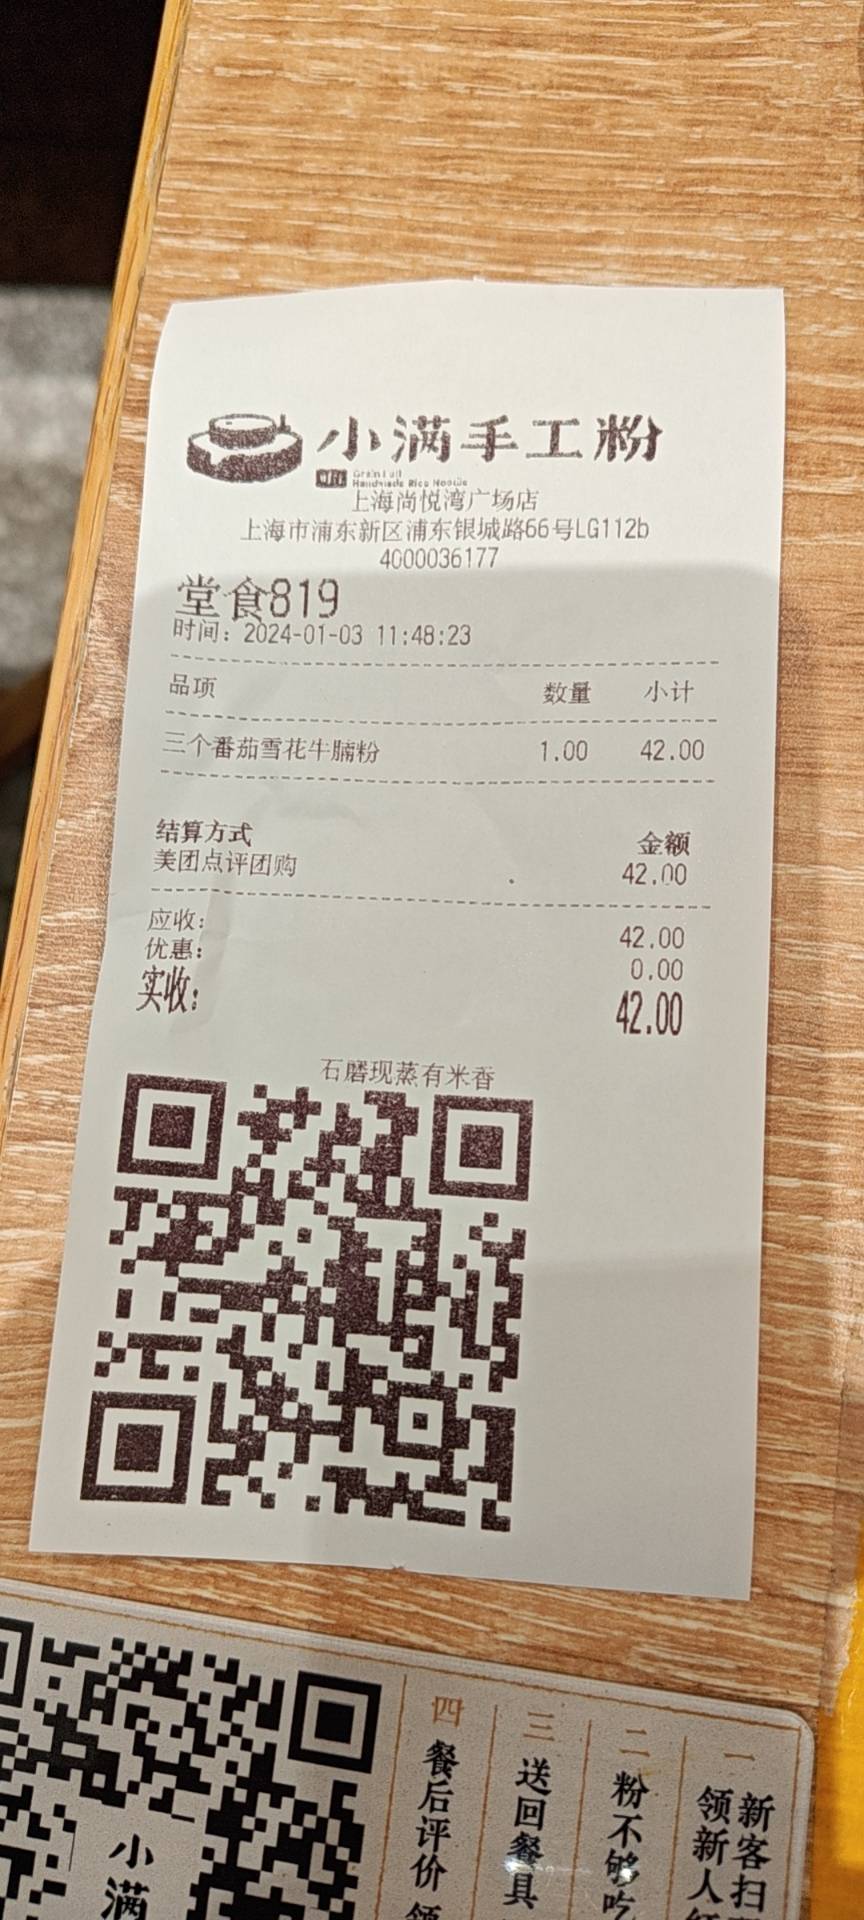 小满手工粉
Grain Full
Handmade Rice Noodle
上海尚悦湾广场店
上海市浦东新区浦东银城路66号LG112b
4000036177
堂食819
时间：2024-01-03 11:48:23
品项 数量 小计
三个番茄雪花牛腩粉 1.00 42.00
结算方式 金额
美团点评团购 42.00
应收： 42.00
优惠： 0.00
实收： 42.00
石磨现蒸有米香
一
新客扫
领新人
二
粉不够吃
三
送回餐具
四
餐后评价
小满